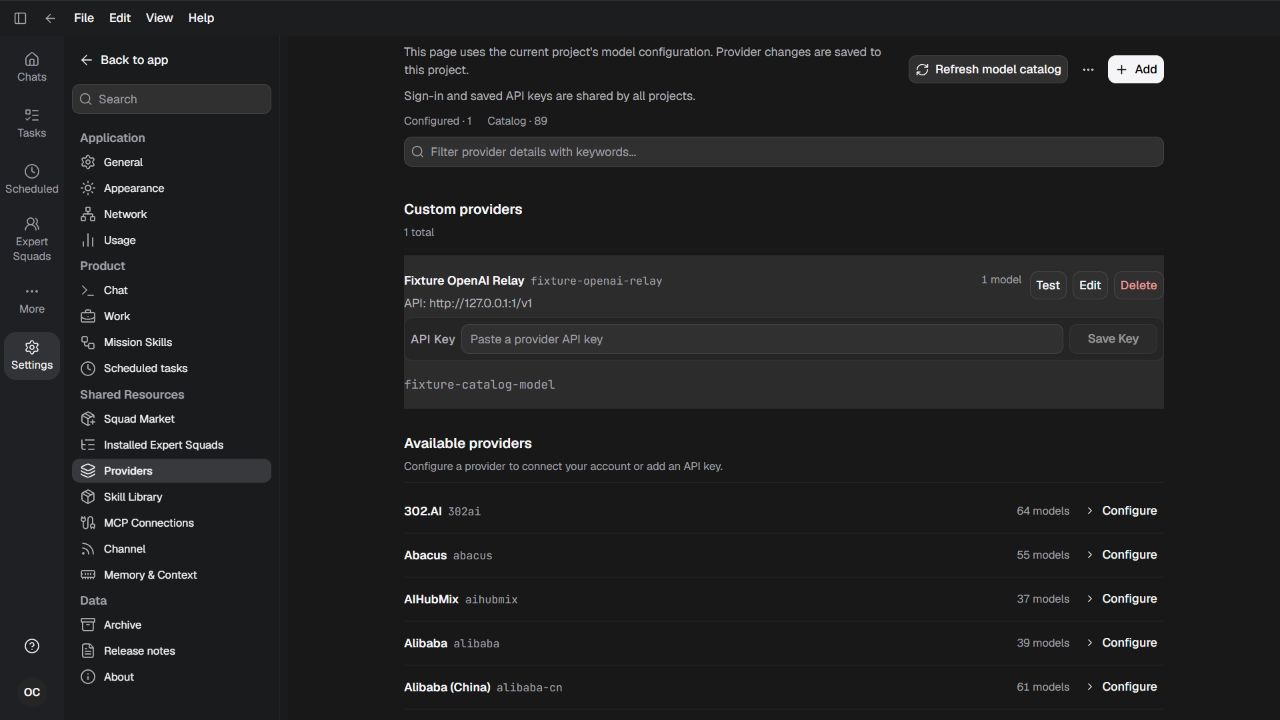 File Edit View Help
Chats
Tasks
Scheduled
Expert
Squads
More
Settings
OC
Back to app
Search
Application
General
Appearance
Network
Usage
Product
Chat
Work
Mission Skills
Scheduled tasks
Shared Resources
Squad Market
Installed Expert Squads
Providers
Skill Library
MCP Connections
Channel
Memory & Context
Data
Archive
Release notes
About
This page uses the current project's model configuration. Provider changes are saved to
this project.
Sign-in and saved API keys are shared by all projects.
Refresh model catalog ··· + Add
Configured · 1 Catalog · 89
Filter provider details with keywords...
Custom providers
1 total
Fixture OpenAI Relay fixture-openai-relay 1 model Test Edit Delete
API: http://127.0.0.1:1/v1
API Key Paste a provider API key Save Key
fixture-catalog-model
Available providers
Configure a provider to connect your account or add an API key.
302.AI 302ai 64 models Configure
Abacus abacus 55 models Configure
AIHubMix aihubmix 37 models Configure
Alibaba alibaba 39 models Configure
Alibaba (China) alibaba-cn 61 models Configure